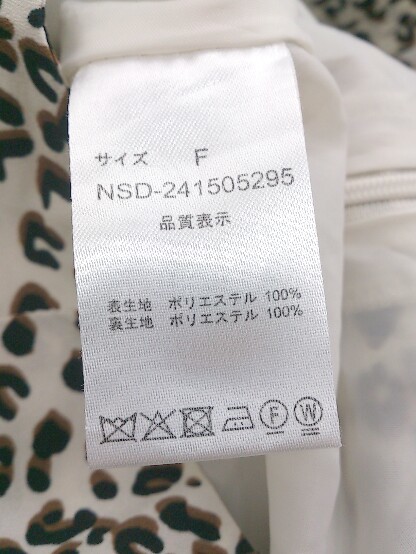 サイズ F
NSD-241505295
品質表示
表生地 ポリエステル 100%
裏生地 ポリエステル 100%
F W